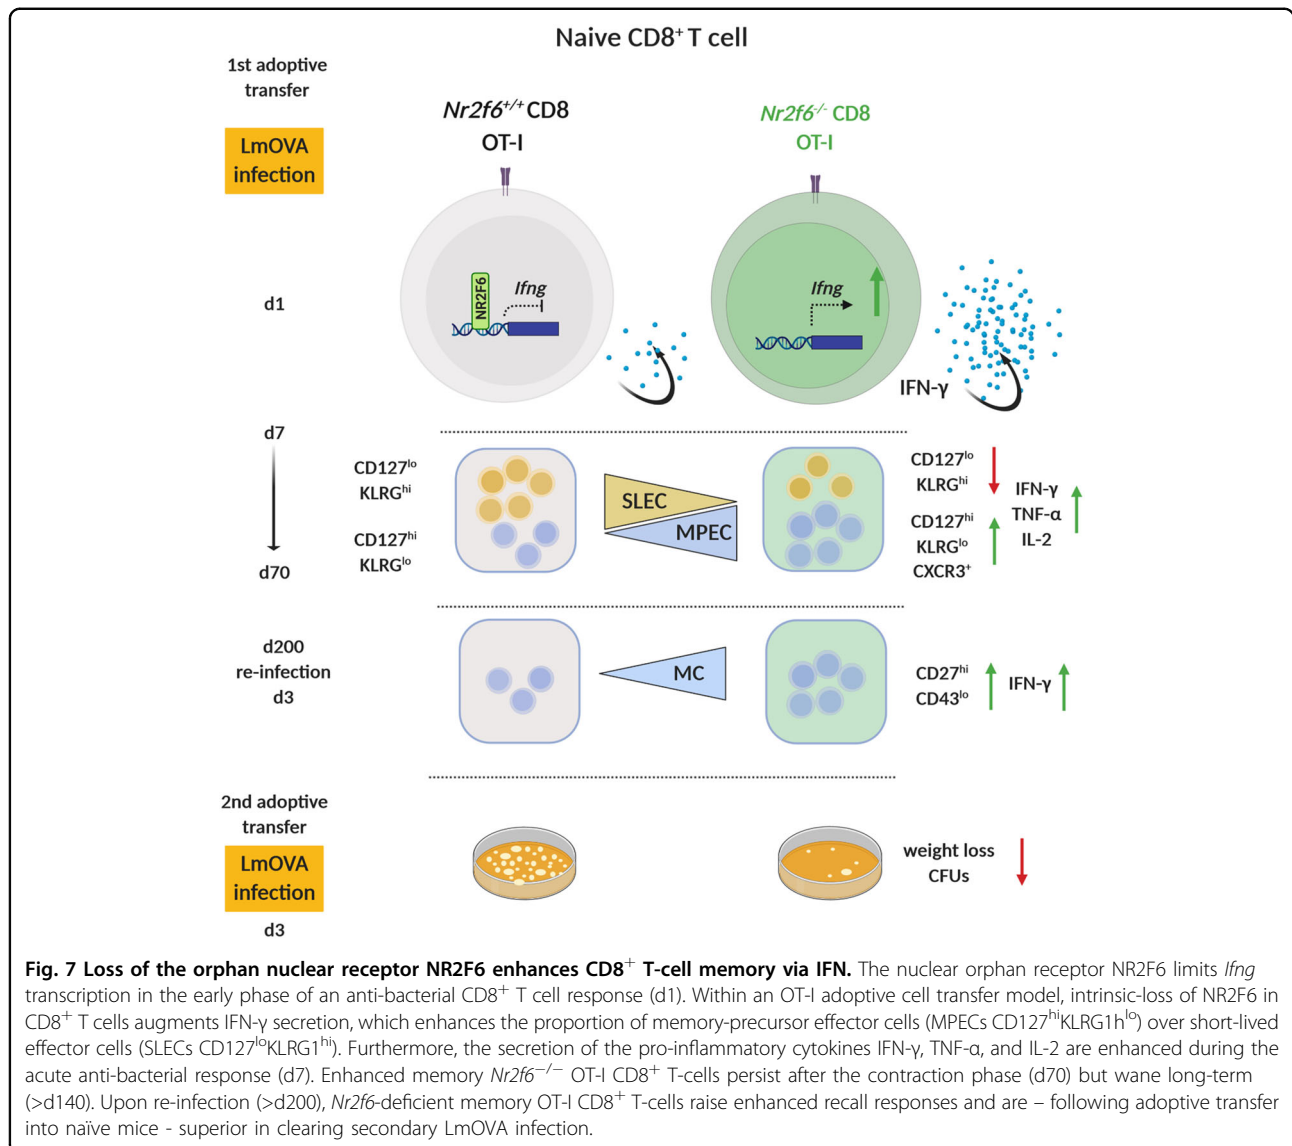 Naive CD8⁺ T cell
1st adoptive
transfer
LmOVA
infection
Nr2f6⁺/⁺ CD8
OT-I
Nr2f6⁻/⁻ CD8
OT-I
d1
NR2F6
Ifng
Ifng
IFN-γ
d7
d70
CD127ˡᵒ
KLRGʰⁱ
CD127ʰⁱ
KLRGˡᵒ
SLEC
MPEC
CD127ˡᵒ
KLRGʰⁱ
CD127ʰⁱ
KLRGˡᵒ
CXCR3⁺
IFN-γ
TNF-α
IL-2
d200
re-infection
d3
MC
CD27ʰⁱ
CD43ˡᵒ
IFN-γ
2nd adoptive
transfer
LmOVA
infection
d3
weight loss
CFUs
Fig. 7 Loss of the orphan nuclear receptor NR2F6 enhances CD8⁺ T-cell memory via IFN. The nuclear orphan receptor NR2F6 limits Ifng
transcription in the early phase of an anti-bacterial CD8⁺ T cell response (d1). Within an OT-I adoptive cell transfer model, intrinsic-loss of NR2F6 in
CD8⁺ T cells augments IFN-γ secretion, which enhances the proportion of memory-precursor effector cells (MPECs CD127ʰⁱKLRG1hˡᵒ) over short-lived
effector cells (SLECs CD127ˡᵒKLRG1ʰⁱ). Furthermore, the secretion of the pro-inflammatory cytokines IFN-γ, TNF-α, and IL-2 are enhanced during the
acute anti-bacterial response (d7). Enhanced memory Nr2f6⁻/⁻ OT-I CD8⁺ T-cells persist after the contraction phase (d70) but wane long-term
(>d140). Upon re-infection (>d200), Nr2f6-deficient memory OT-I CD8⁺ T-cells raise enhanced recall responses and are – following adoptive transfer
into naïve mice - superior in clearing secondary LmOVA infection.